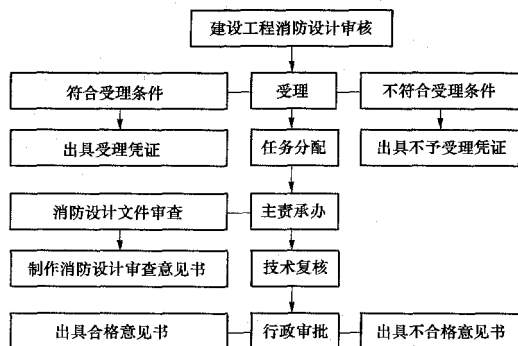 建设工程消防设计审核
符合受理条件
受理
不符合受理条件
出具受理凭证
任务分配
出具不予受理凭证
消防设计文件审查
主责承办
制作消防设计审查意见书
技术复核
出具合格意见书
行政审批
出具不合格意见书